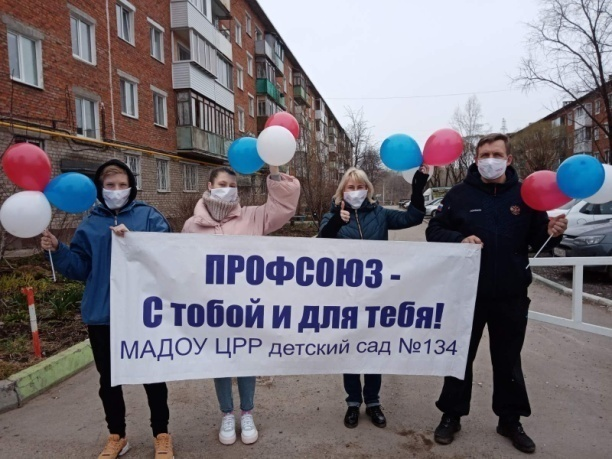 ПРОФСОЮЗ -
С тобой и для тебя!
МАДОУ ЦРР детский сад №134